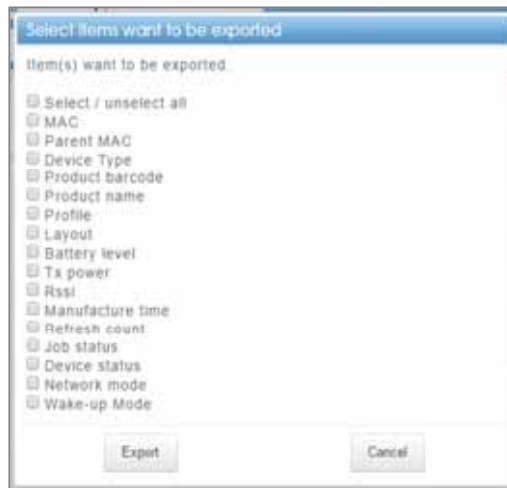 Select Items want to be exported
Item(s) want to be exported
Select / unselect all
MAC
Parent MAC
Device Type
Product barcode
Product name
Profile
Layout
Battery level
Tx power
Rssi
Manufacture time
Refresh count
Job status
Device status
Network mode
Wake-up Mode
Export
Cancel